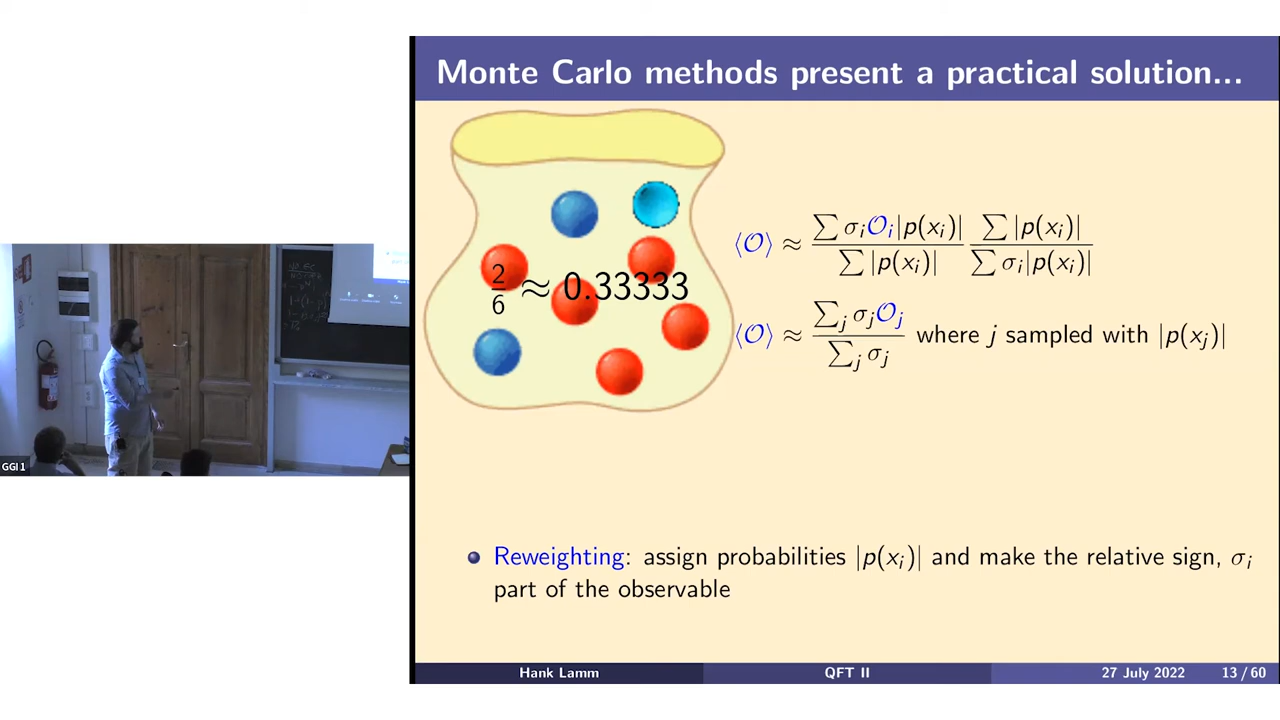 Monte Carlo methods present a practical solution...
2/6 ≈ 0.33333
⟨𝒪⟩ ≈ ∑ σᵢ𝒪ᵢ|p(xᵢ)| / ∑ |p(xᵢ)| ∑ |p(xᵢ)| / ∑ σᵢ|p(xᵢ)|
⟨𝒪⟩ ≈ ∑ⱼ σⱼ𝒪ⱼ / ∑ⱼ σⱼ where j sampled with |p(xⱼ)|
Reweighting: assign probabilities |p(xᵢ)| and make the relative sign, σᵢ
part of the observable
GGI 1
Hank Lamm QFT II 27 July 2022 13 / 60